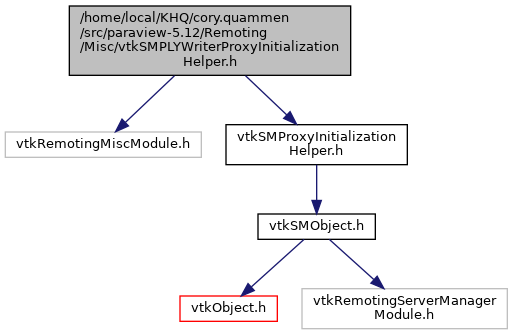 /home/local/KHQ/cory.quammen
/src/paraview-5.12/Remoting
/Misc/vtkSMPLYWriterProxyInitialization
Helper.h
vtkRemotingMiscModule.h
vtkSMProxyInitialization
Helper.h
vtkSMObject.h
vtkObject.h
vtkRemotingServerManager
Module.h